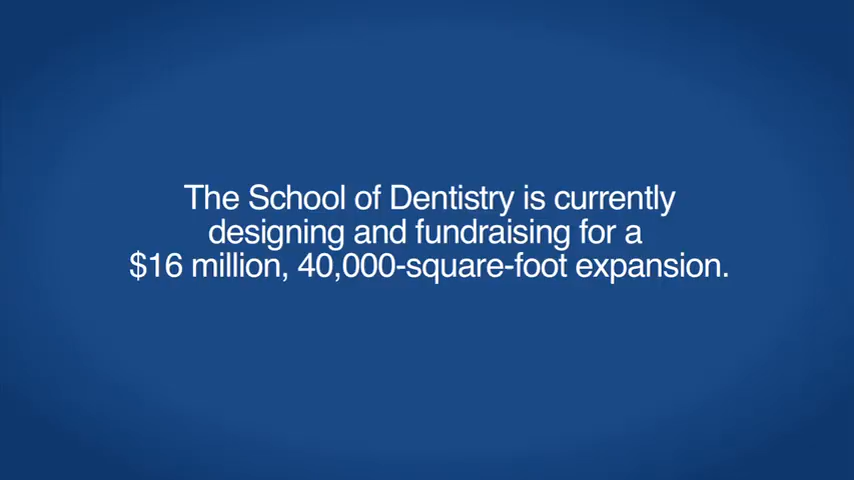 The School of Dentistry is currently
designing and fundraising for a
$16 million, 40,000-square-foot expansion.